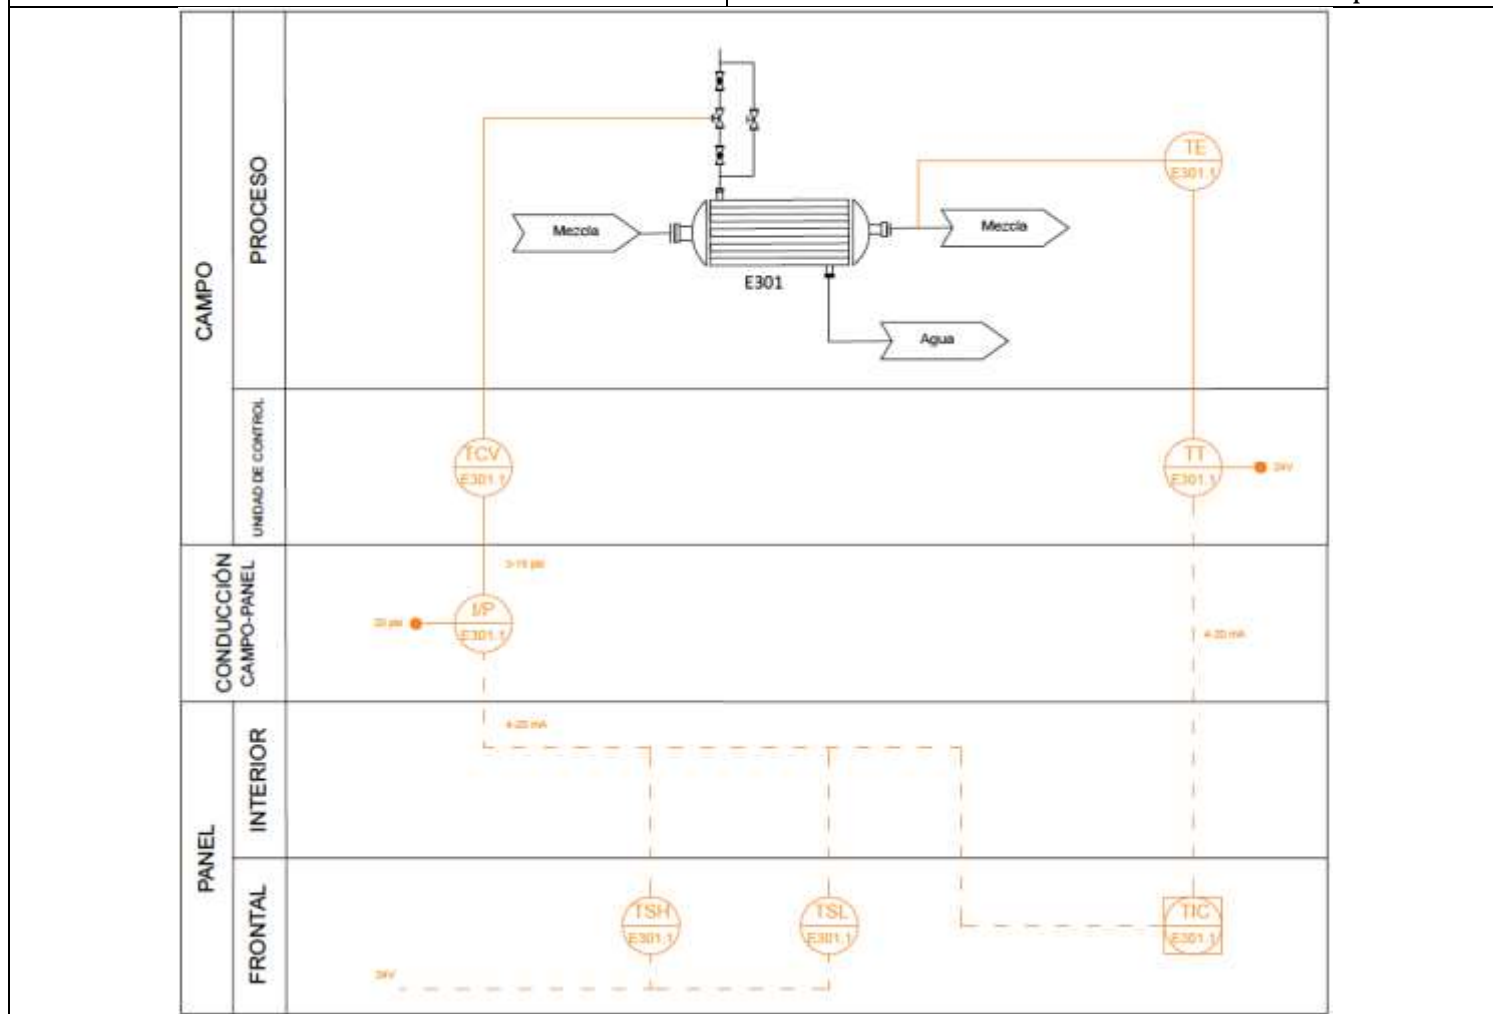 CAMPO
PROCESO
TE
E301.1
Mezcla
Mezcla
E301
Agua
UNIDAD DE CONTROL
TCV
E301.1
TT
E301.1
24V
CONDUCCIÓN
CAMPO-PANEL
3-15 psi
I/P
E301.1
20 psi
4-20 mA
PANEL
INTERIOR
4-20 mA
FRONTAL
TSH
E301.1
TSL
E301.1
TIC
E301.1
24V